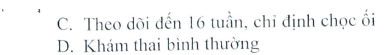 C. Theo dõi đến 16 tuần, chỉ định chọc ối
D. Khám thai bình thường